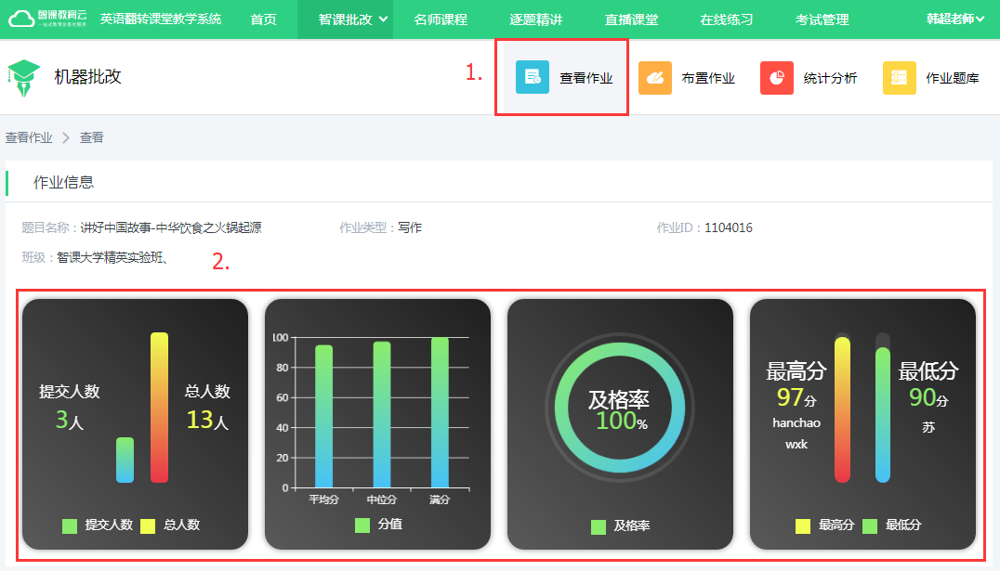 智课教育云
英语翻转课堂教学系统 首页 智课批改 名师课程 逐题精讲 直播课堂 在线练习 考试管理 韩超老师
机器批改 1. 查看作业 布置作业 统计分析 作业题库
查看作业 查看
作业信息
题目名称：讲好中国故事-中华饮食之火锅起源 作业类型：写作 作业ID：1104016
班级：智课大学精英实验班、 2.
提交人数
3人
总人数
13人
提交人数 总人数
100
80
60
40
20
0
平均分 中位分 满分
分值
及格率
100%
及格率
最高分
97分
hanchao
wxk
最低分
90分
苏
最高分 最低分